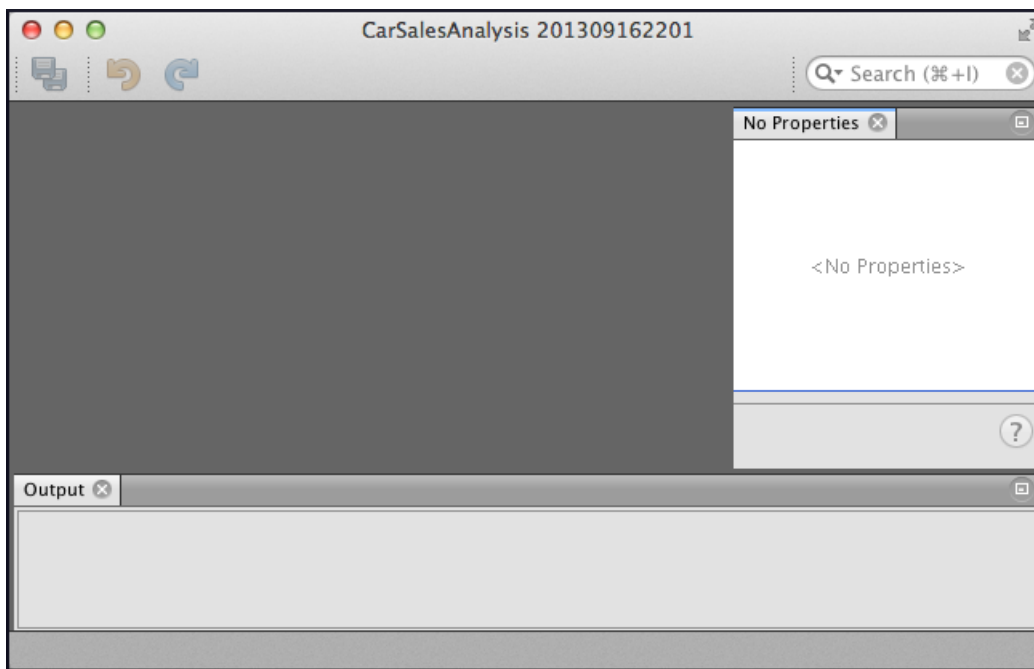 CarSalesAnalysis 201309162201
Search (⌘+I)
No Properties
<No Properties>
?
Output